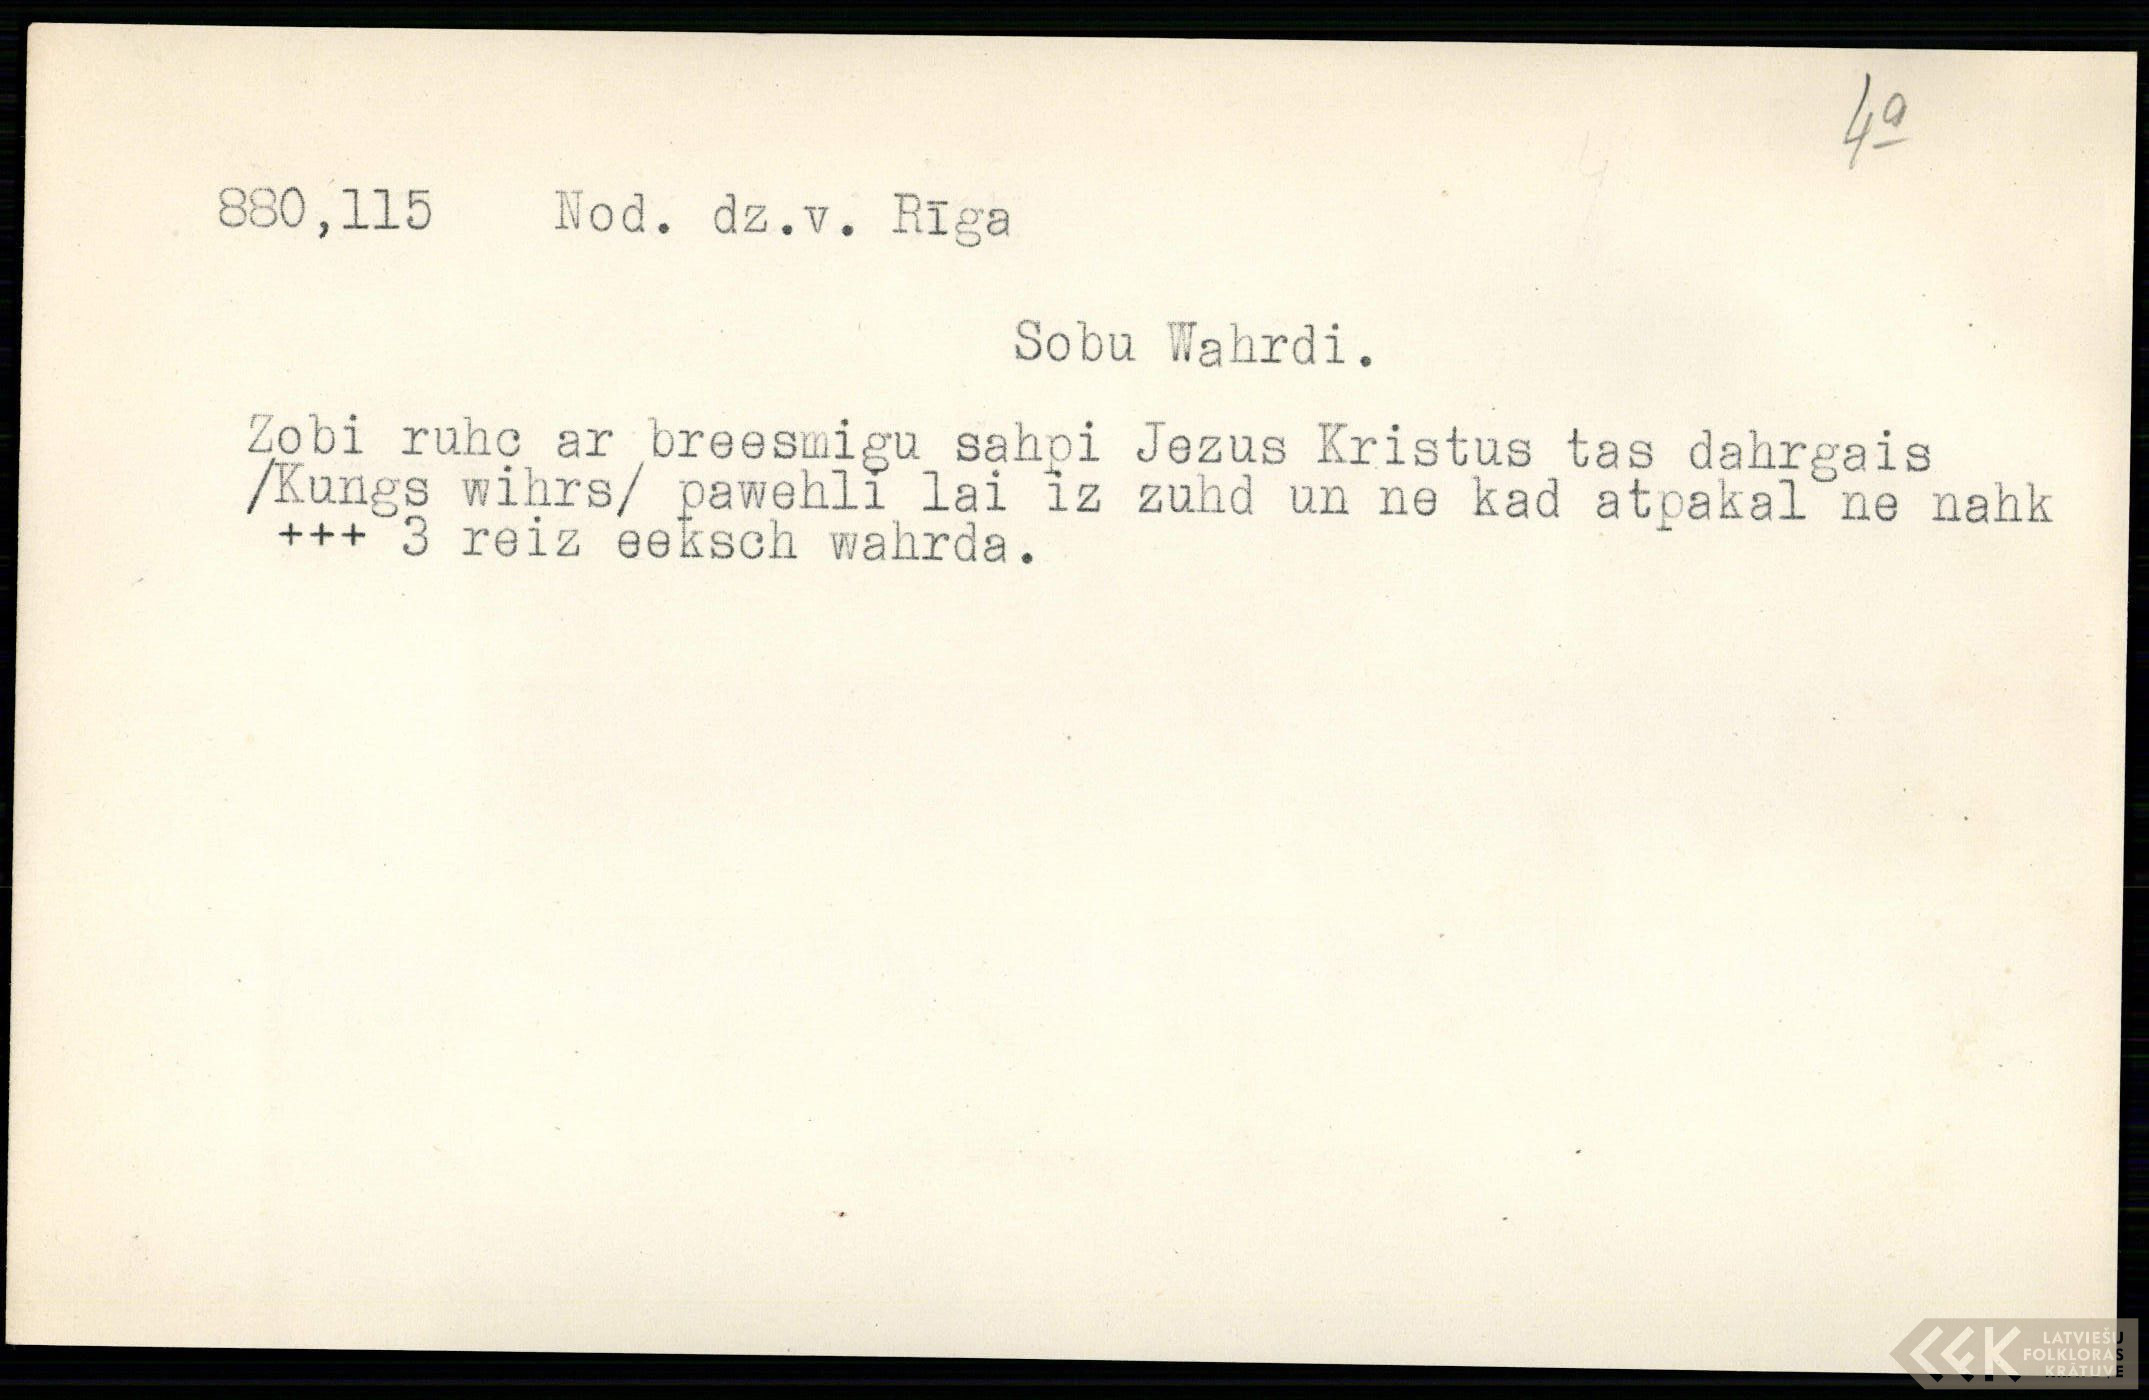 4a
880,115 Nod. dz.v. Rīga
Sobu Wahrdi.
Zobi ruhc ar breesmigu sahpi Jezus Kristus tas dahrgais
/Kungs wihrs/ pawehli lai iz zuhd un ne kad atpakal ne nahk
+++ 3 reiz eeksch wahrda.
LATVIEŠU
FOLKLORAS
KRĀTUVE